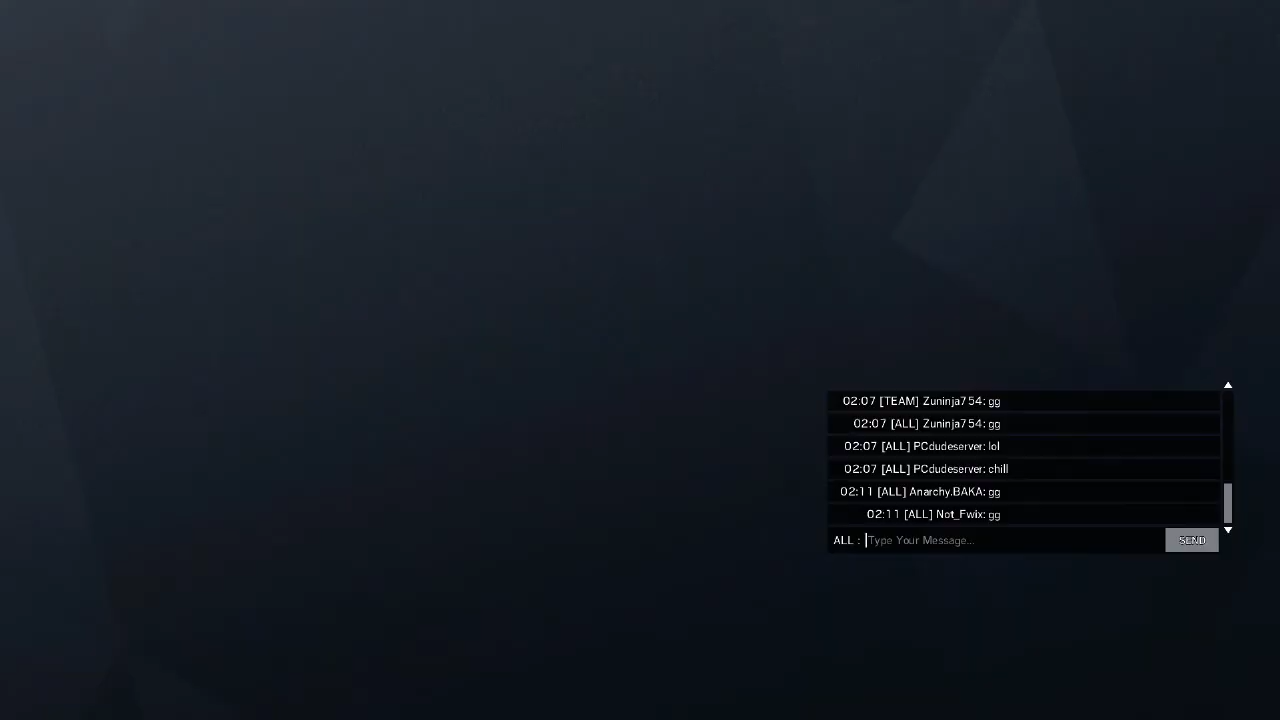 02:07 [TEAM] Zuninja754: gg
02:07 [ALL] Zuninja754: gg
02:07 [ALL] PCdudeserver: lol
02:07 [ALL] PCdudeserver: chill
02:11 [ALL] Anarchy.BAKA: gg
02:11 [ALL] Not_Fwix: gg
ALL : Type Your Message... SEND